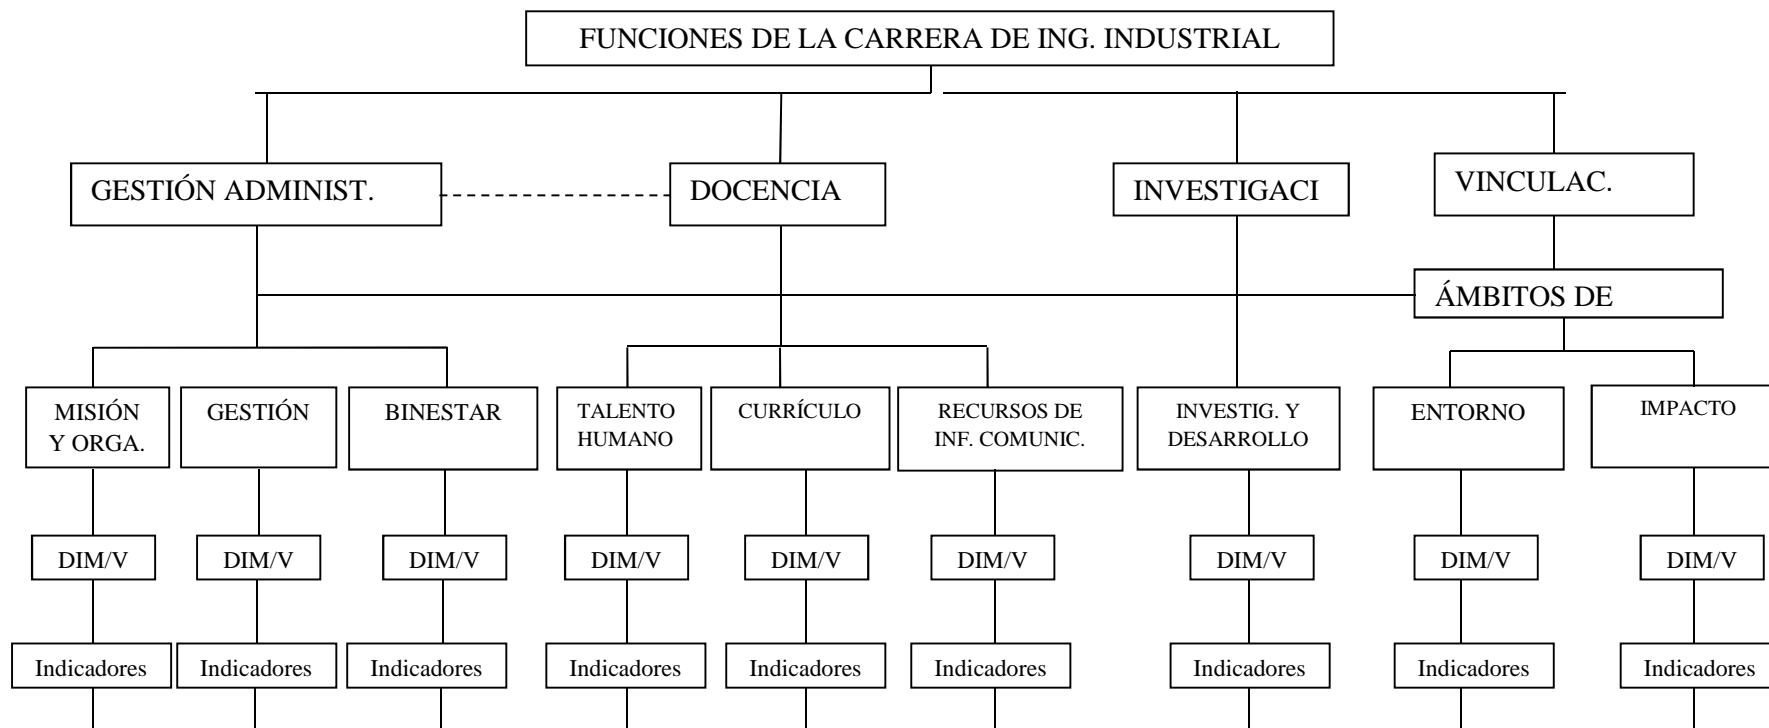 FUNCIONES DE LA CARRERA DE ING. INDUSTRIAL
GESTIÓN ADMINIST.
DOCENCIA
INVESTIGACI
VINCULAC.
ÁMBITOS DE
MISIÓN
Y ORGA.
GESTIÓN
BINESTAR
TALENTO
HUMANO
CURRÍCULO
RECURSOS DE
INF. COMUNIC.
INVESTIG. Y
DESARROLLO
ENTORNO
IMPACTO
DIM/V
DIM/V
DIM/V
DIM/V
DIM/V
DIM/V
DIM/V
DIM/V
DIM/V
Indicadores
Indicadores
Indicadores
Indicadores
Indicadores
Indicadores
Indicadores
Indicadores
Indicadores